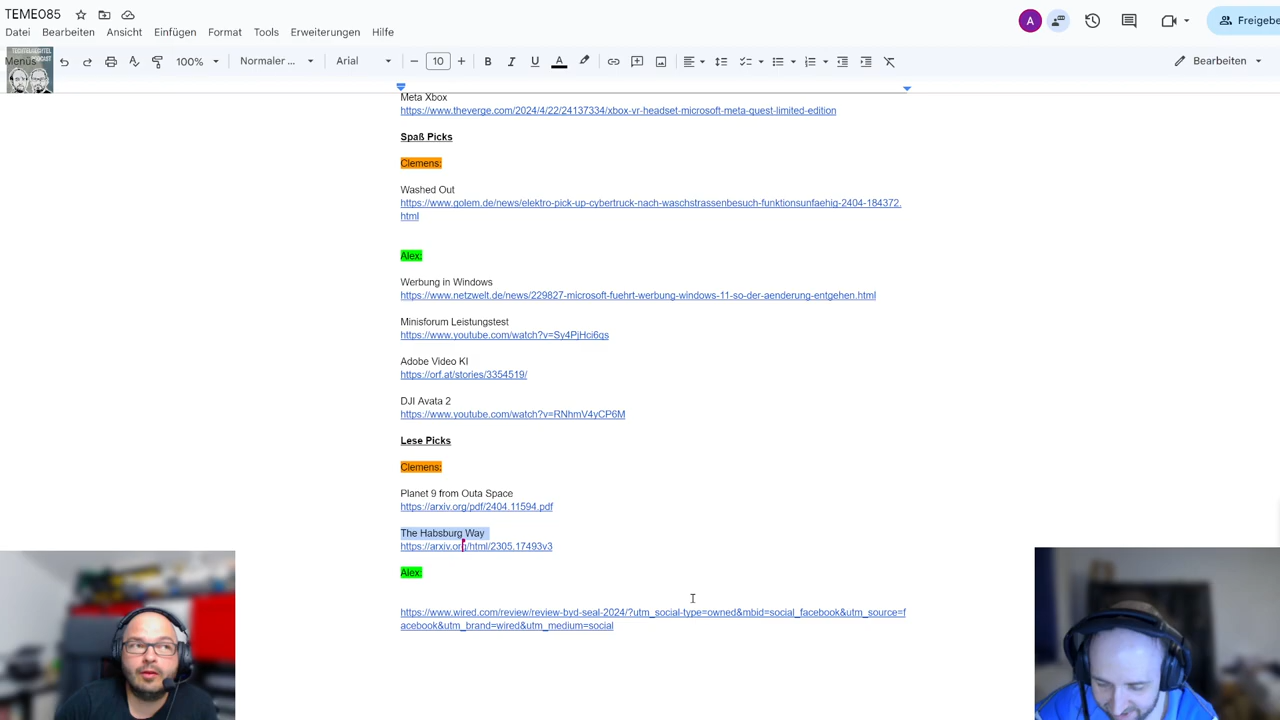 TEME085
Datei Bearbeiten Ansicht Einfügen Format Tools Erweiterungen Hilfe
A
Freigebe
Menüs
TECHTELMECHTEL
PODCAST
100% Normaler ... Arial 10 Bearbeiten
Meta Xbox
https://www.theverge.com/2024/4/22/24137334/xbox-vr-headset-microsoft-meta-quest-limited-edition
Spaß Picks
Clemens:
Washed Out
https://www.golem.de/news/elektro-pick-up-cybertruck-nach-waschstrassenbesuch-funktionsunfaehig-2404-184372.
html
Alex:
Werbung in Windows
https://www.netzwelt.de/news/229827-microsoft-fuehrt-werbung-windows-11-so-der-aenderung-entgehen.html
Minisforum Leistungstest
https://www.youtube.com/watch?v=Sy4PjHci6qs
Adobe Video KI
https://orf.at/stories/3354519/
DJI Avata 2
https://www.youtube.com/watch?v=RNhmV4yCP6M
Lese Picks
Clemens:
Planet 9 from Outa Space
https://arxiv.org/pdf/2404.11594.pdf
The Habsburg Way
https://arxiv.org/html/2305.17493v3
Alex:
https://www.wired.com/review/review-byd-seal-2024/?utm_social-type=owned&mbid=social_facebook&utm_source=f
acebook&utm_brand=wired&utm_medium=social